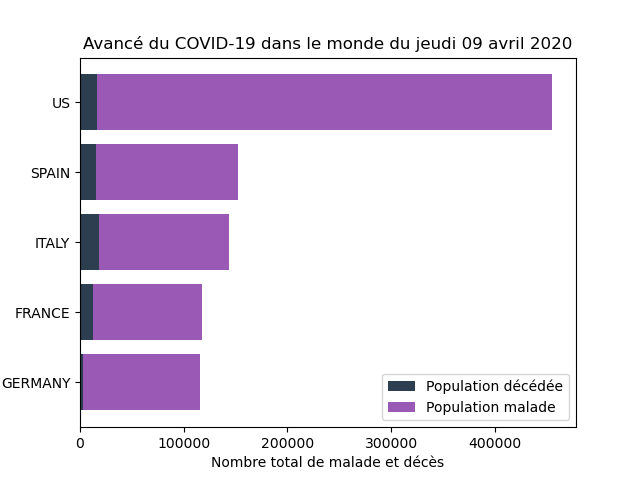 Avancé du COVID-19 dans le monde du jeudi 09 avril 2020
US
SPAIN
ITALY
FRANCE
GERMANY
Population décédée
Population malade
0 100000 200000 300000 400000
Nombre total de malade et décès